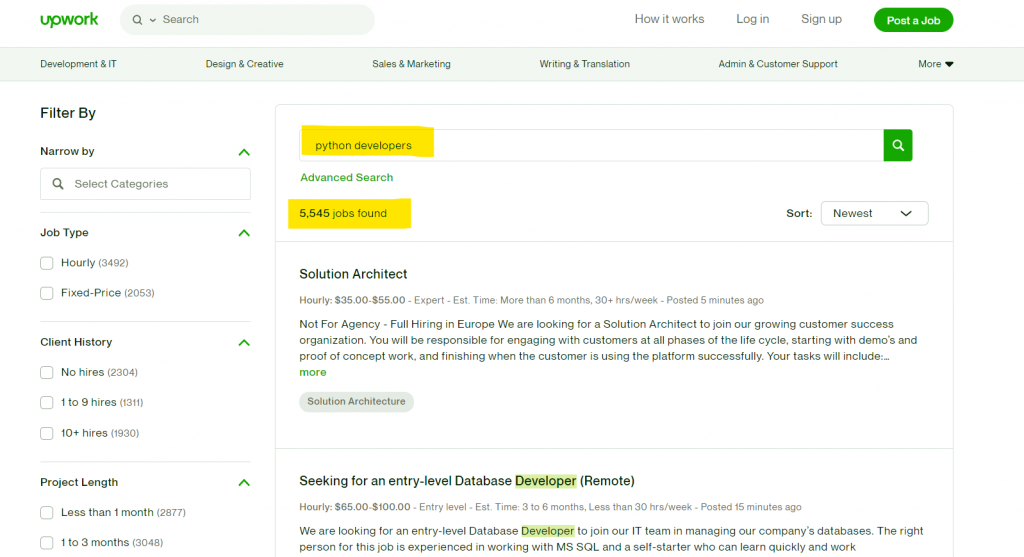 upwork
Search
How it works
Log in
Sign up
Post a Job
Development & IT
Design & Creative
Sales & Marketing
Writing & Translation
Admin & Customer Support
More
Filter By
Narrow by
Select Categories
Job Type
Hourly (3492)
Fixed-Price (2053)
Client History
No hires (2304)
1 to 9 hires (1311)
10+ hires (1930)
Project Length
Less than 1 month (2877)
1 to 3 months (3048)
python developers
Advanced Search
5,545 jobs found
Sort:
Newest
Solution Architect
Hourly: $35.00-$55.00 - Expert - Est. Time: More than 6 months, 30+ hrs/week - Posted 5 minutes ago
Not For Agency - Full Hiring in Europe We are looking for a Solution Architect to join our growing customer success
organization. You will be responsible for engaging with customers at all phases of the life cycle, starting with demo's and
proof of concept work, and finishing when the customer is using the platform successfully. Your tasks will include:...
more
Solution Architecture
Seeking for an entry-level Database Developer (Remote)
Hourly: $65.00-$100.00 - Entry level - Est. Time: 3 to 6 months, Less than 30 hrs/week - Posted 15 minutes ago
We are looking for an entry-level Database Developer to join our IT team in managing our company's databases. The right
person for this job is experienced in working with MS SQL and a self-starter who can learn quickly and work